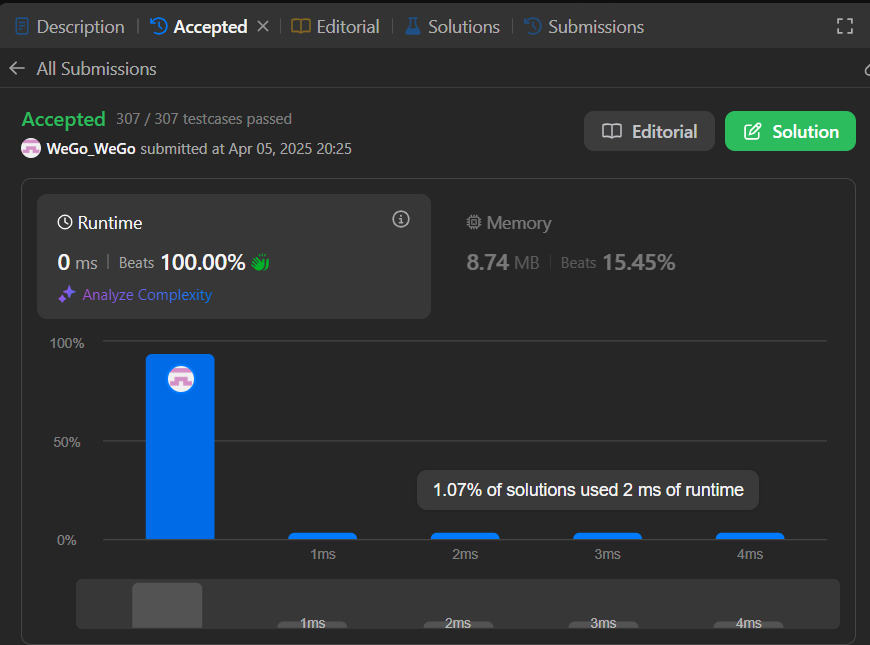 Description | Accepted × | Editorial | Solutions | Submissions
← All Submissions
Accepted 307 / 307 testcases passed
WeGo_WeGo submitted at Apr 05, 2025 20:25
Editorial
Solution
Runtime
0 ms | Beats 100.00%
Analyze Complexity
Memory
8.74 MB | Beats 15.45%
100%
50%
0%
1.07% of solutions used 2 ms of runtime
1ms 2ms 3ms 4ms
1ms 2ms 3ms 4ms